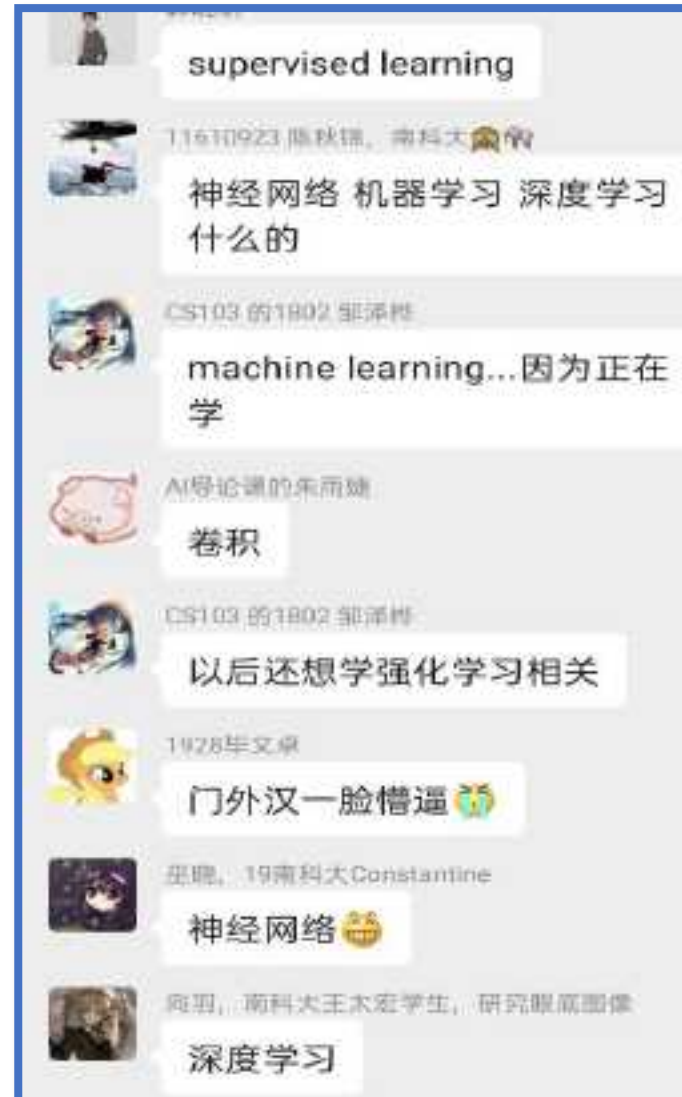 supervised learning
11610923 陈秋锦，南科大🙈🎊
神经网络 机器学习 深度学习
什么的
CS103 的1802 邹泽桦
machine learning...因为正在
学
AI导论课的朱雨婕
卷积
CS103 的1802 邹泽桦
以后还想学强化学习相关
1928毕文卓
门外汉一脸懵逼😭
巫晓，19南科大Constantine
神经网络😁
向羽，南科大王太宏学生，研究眼底图像
深度学习